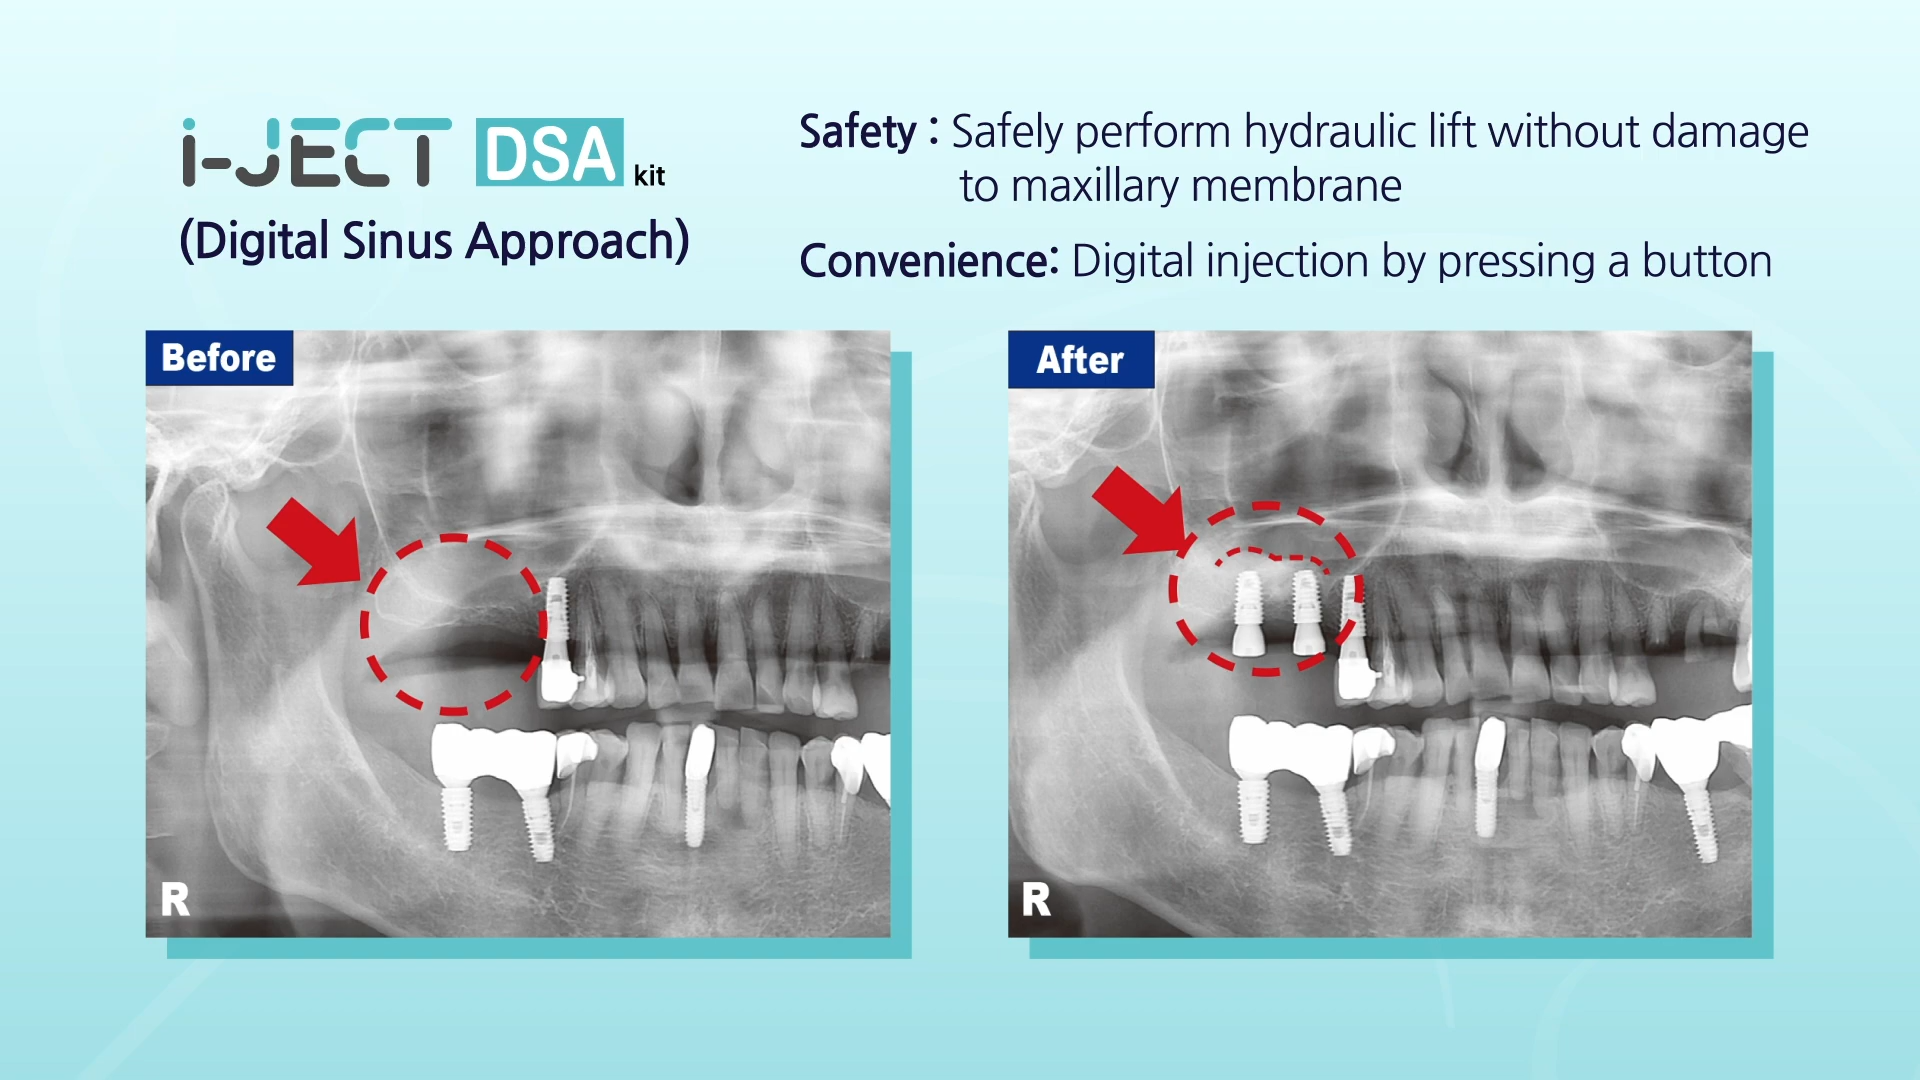 i-JECT DSA kit
(Digital Sinus Approach)
Safety : Safely perform hydraulic lift without damage
to maxillary membrane
Convenience: Digital injection by pressing a button
Before
R
After
R